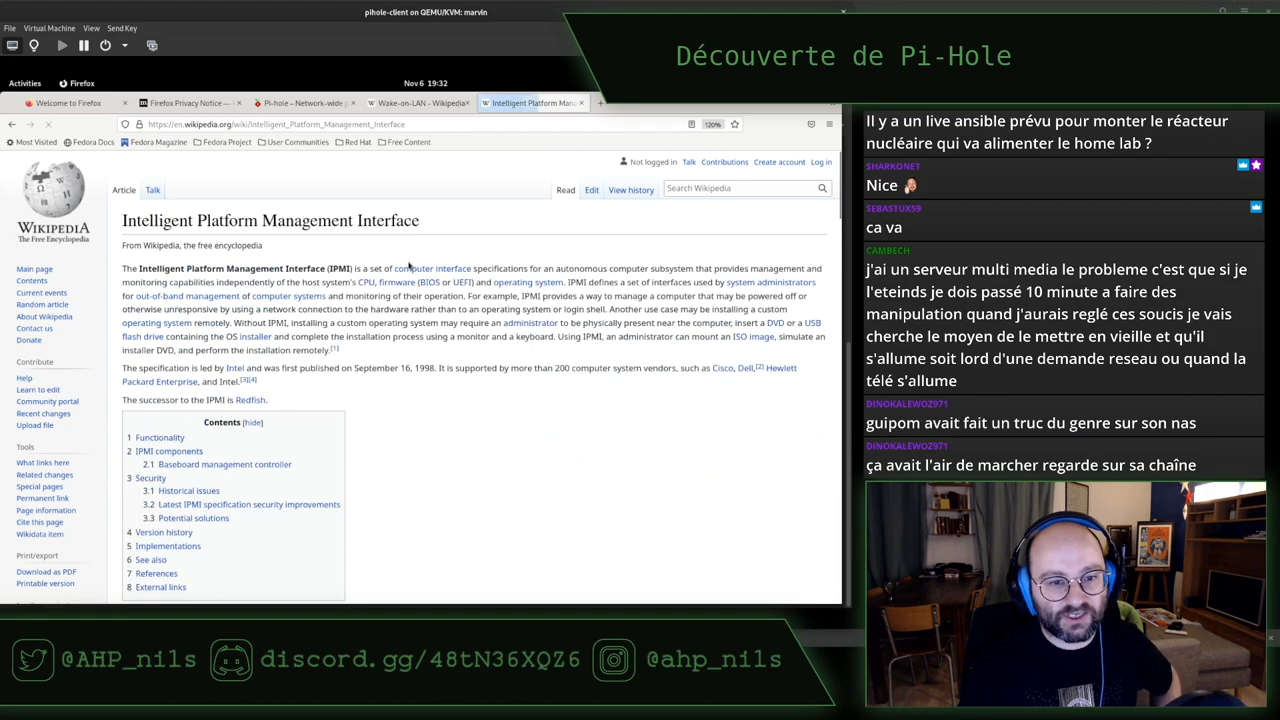 pihole-client on QEMU/KVM: marvin
File Virtual Machine View Send Key
Activities Firefox Nov 6 19:32
Welcome to Firefox Firefox Privacy Notice — Pi-hole – Network-wide p Wake-on-LAN - Wikipedia Intelligent Platform Mana
https://en.wikipedia.org/wiki/Intelligent_Platform_Management_Interface 120%
Most Visited Fedora Docs Fedora Magazine Fedora Project User Communities Red Hat Free Content
Not logged in Talk Contributions Create account Log in
Article Talk Read Edit View history Search Wikipedia
WIKIPEDIA
The Free Encyclopedia
Main page
Contents
Current events
Random article
About Wikipedia
Contact us
Donate
Contribute
Help
Learn to edit
Community portal
Recent changes
Upload file
Tools
What links here
Related changes
Special pages
Permanent link
Page information
Cite this page
Wikidata item
Print/export
Download as PDF
Printable version
Intelligent Platform Management Interface
From Wikipedia, the free encyclopedia
The Intelligent Platform Management Interface (IPMI) is a set of computer interface specifications for an autonomous computer subsystem that provides management and
monitoring capabilities independently of the host system's CPU, firmware (BIOS or UEFI) and operating system. IPMI defines a set of interfaces used by system administrators
for out-of-band management of computer systems and monitoring of their operation. For example, IPMI provides a way to manage a computer that may be powered off or
otherwise unresponsive by using a network connection to the hardware rather than to an operating system or login shell. Another use case may be installing a custom
operating system remotely. Without IPMI, installing a custom operating system may require an administrator to be physically present near the computer, insert a DVD or a USB
flash drive containing the OS installer and complete the installation process using a monitor and a keyboard. Using IPMI, an administrator can mount an ISO image, simulate an
installer DVD, and perform the installation remotely.[1]
The specification is led by Intel and was first published on September 16, 1998. It is supported by more than 200 computer system vendors, such as Cisco, Dell,[2] Hewlett
Packard Enterprise, and Intel.[3][4]
The successor to the IPMI is Redfish.
Contents [hide]
1 Functionality
2 IPMI components
2.1 Baseboard management controller
3 Security
3.1 Historical issues
3.2 Latest IPMI specification security improvements
3.3 Potential solutions
4 Version history
5 Implementations
6 See also
7 References
8 External links
Découverte de Pi-Hole
Il y a un live ansible prévu pour monter le réacteur
nucléaire qui va alimenter le home lab ?
SHARKONET
Nice
SEBASTUX59
ca va
CAMBECH
j'ai un serveur multi media le probleme c'est que si je
l'eteinds je dois passé 10 minute a faire des
manipulation quand j'aurais reglé ces soucis je vais
cherche le moyen de le mettre en vieille et qu'il
s'allume soit lord d'une demande reseau ou quand la
télé s'allume
DINOKALEWOZ971
guipom avait fait un truc du genre sur son nas
DINOKALEWOZ971
ça avait l'air de marcher regarde sur sa chaîne
@AHP_nils discord.gg/48tN36XQZ6 @ahp_nils